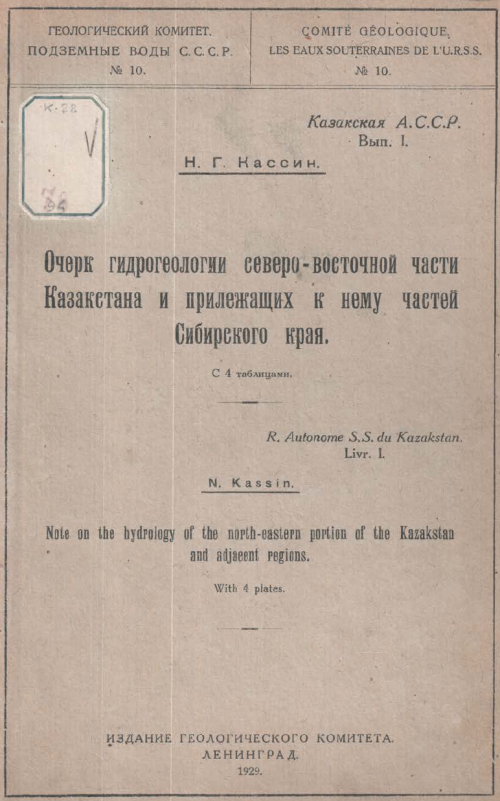 ГЕОЛОГИЧЕСКИЙ КОМИТЕТ.
ПОДЗЕМНЫЕ ВОДЫ С.С.С.Р.
№ 10.
COMITÉ GÉOLOGIQUE,
LES EAUX SOUTERRAINES DE L'U.R.S.S.
№ 10.
К-28
V
94
Казакская А.С.С.Р.
Вып. I.
Н. Г. Кассин.
Очерк гидрогеологии северо-восточной части
Казакстана и прилежащих к нему частей
Сибирского края.
С 4 таблицами.
R. Autonome S.S. du Kazakstan.
Livr. I.
N. Kassin.
Note on the hydrology of the north-eastern portion of the Kazakstan
and adjacent regions.
With 4 plates.
ИЗДАНИЕ ГЕОЛОГИЧЕСКОГО КОМИТЕТА.
ЛЕНИНГРАД.
1929.